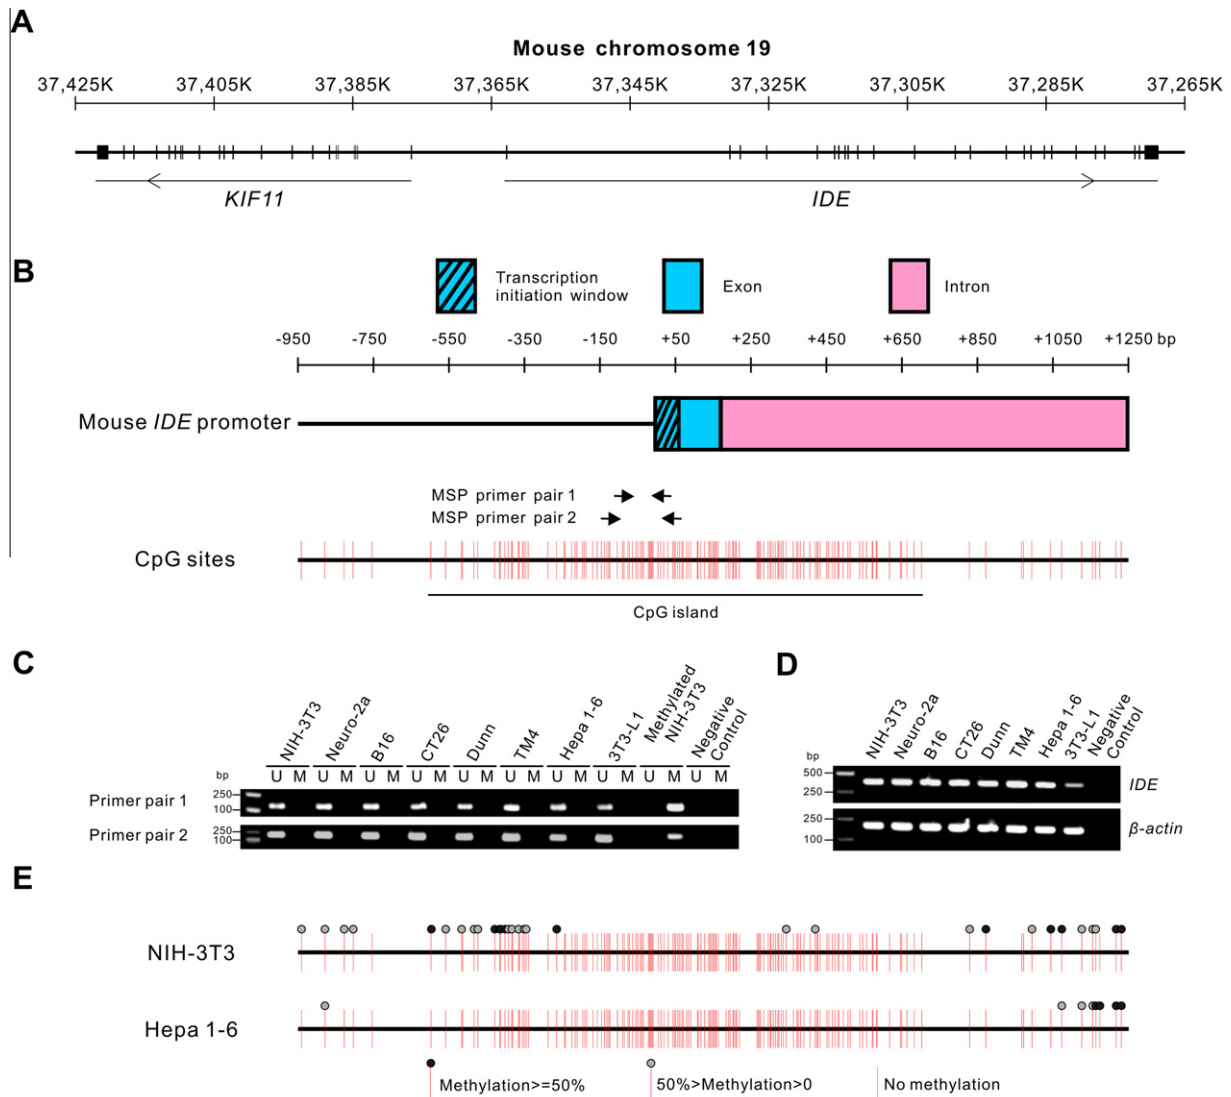 A
Mouse chromosome 19
37,425K 37,405K 37,385K 37,365K 37,345K 37,325K 37,305K 37,285K 37,265K
KIF11 IDE
B
Transcription initiation window
Exon
Intron
-950 -750 -550 -350 -150 +50 +250 +450 +650 +850 +1050 +1250 bp
Mouse IDE promoter
MSP primer pair 1
MSP primer pair 2
CpG sites
CpG island
C
NIH-3T3 Neuro-2a B16 CT26 Dunn TM4 Hepa 1-6 3T3-L1 Methylated NIH-3T3 Negative Control
bp U M U M U M U M U M U M U M U M U M U M
Primer pair 1 250 100
Primer pair 2 250 100
D
NIH-3T3 Neuro-2a B16 CT26 Dunn TM4 Hepa 1-6 3T3-L1 Negative Control
bp
500 250 IDE
250 100 β-actin
E
NIH-3T3
Hepa 1-6
Methylation>=50% 50%>Methylation>0 No methylation